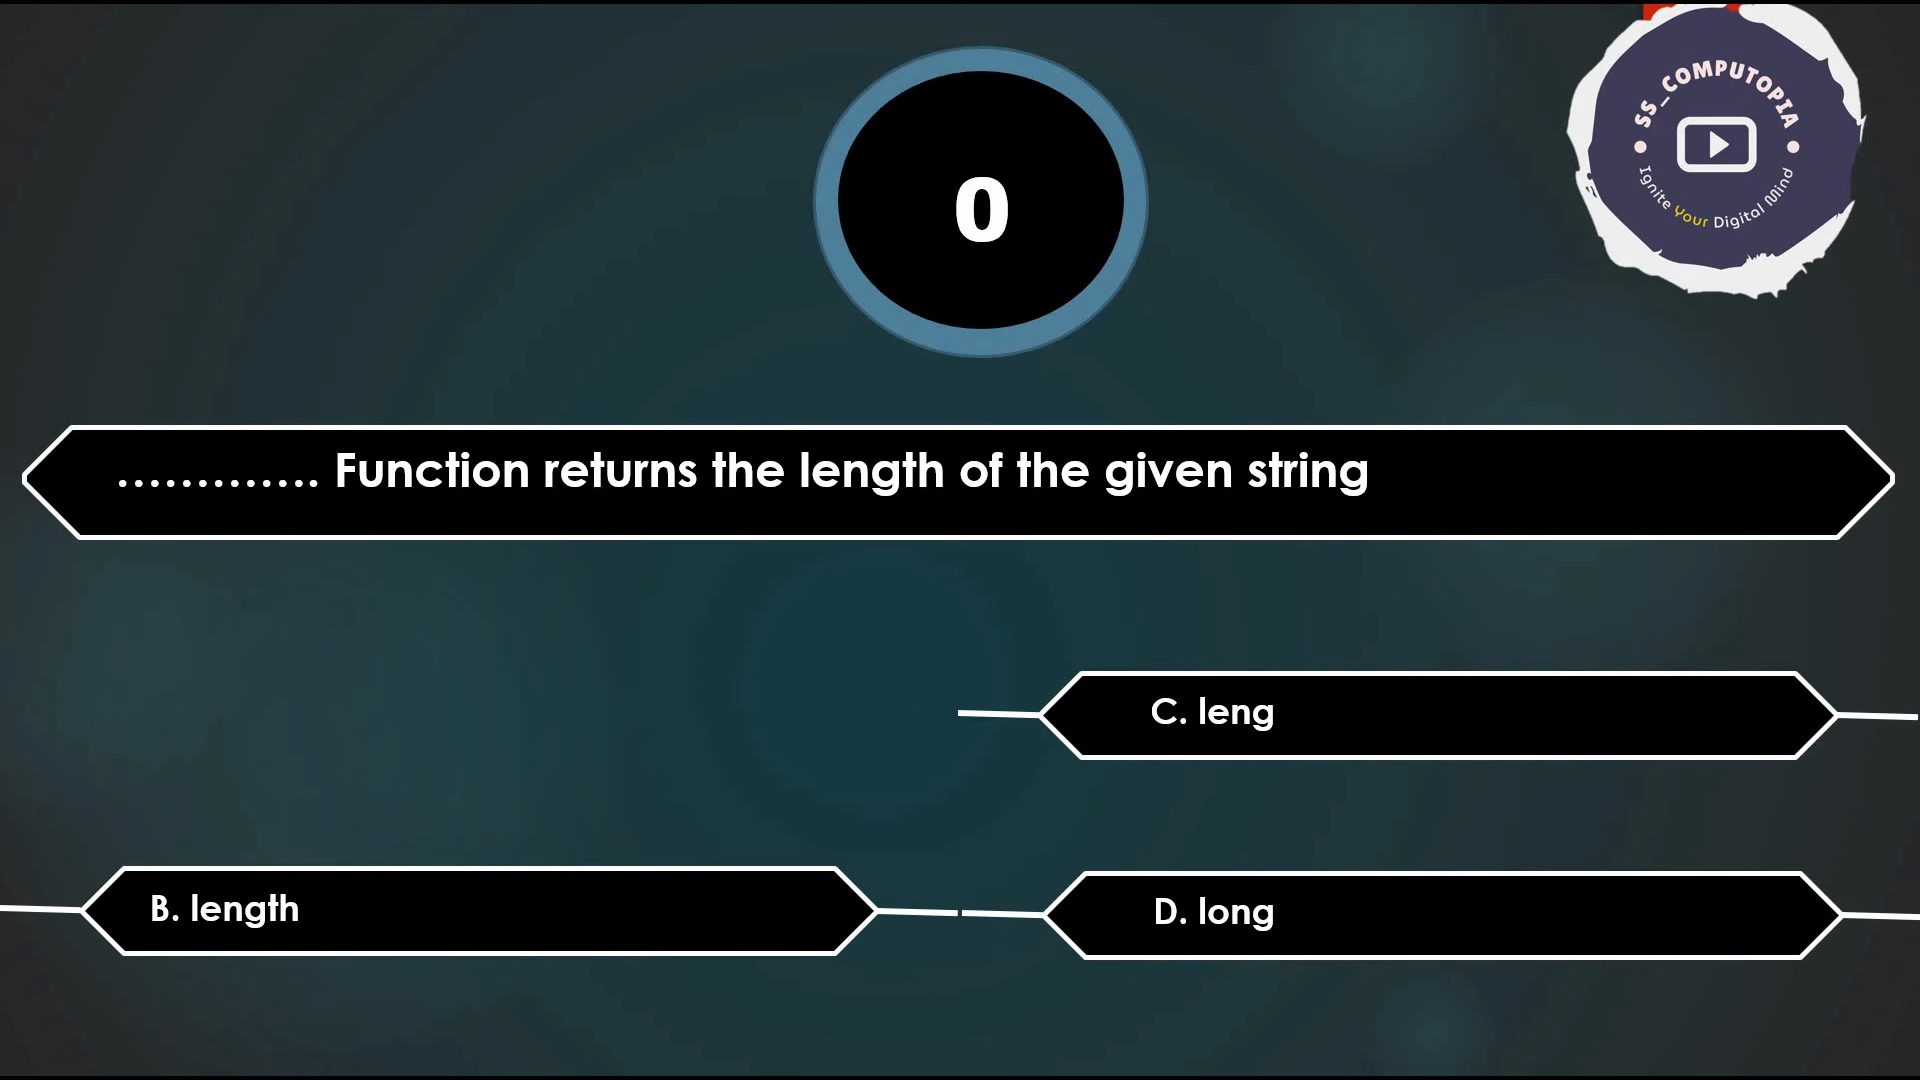 SS_COMPUTOPIA
Ignite Your Digital Mind
0
............. Function returns the length of the given string
C. leng
B. length
D. long